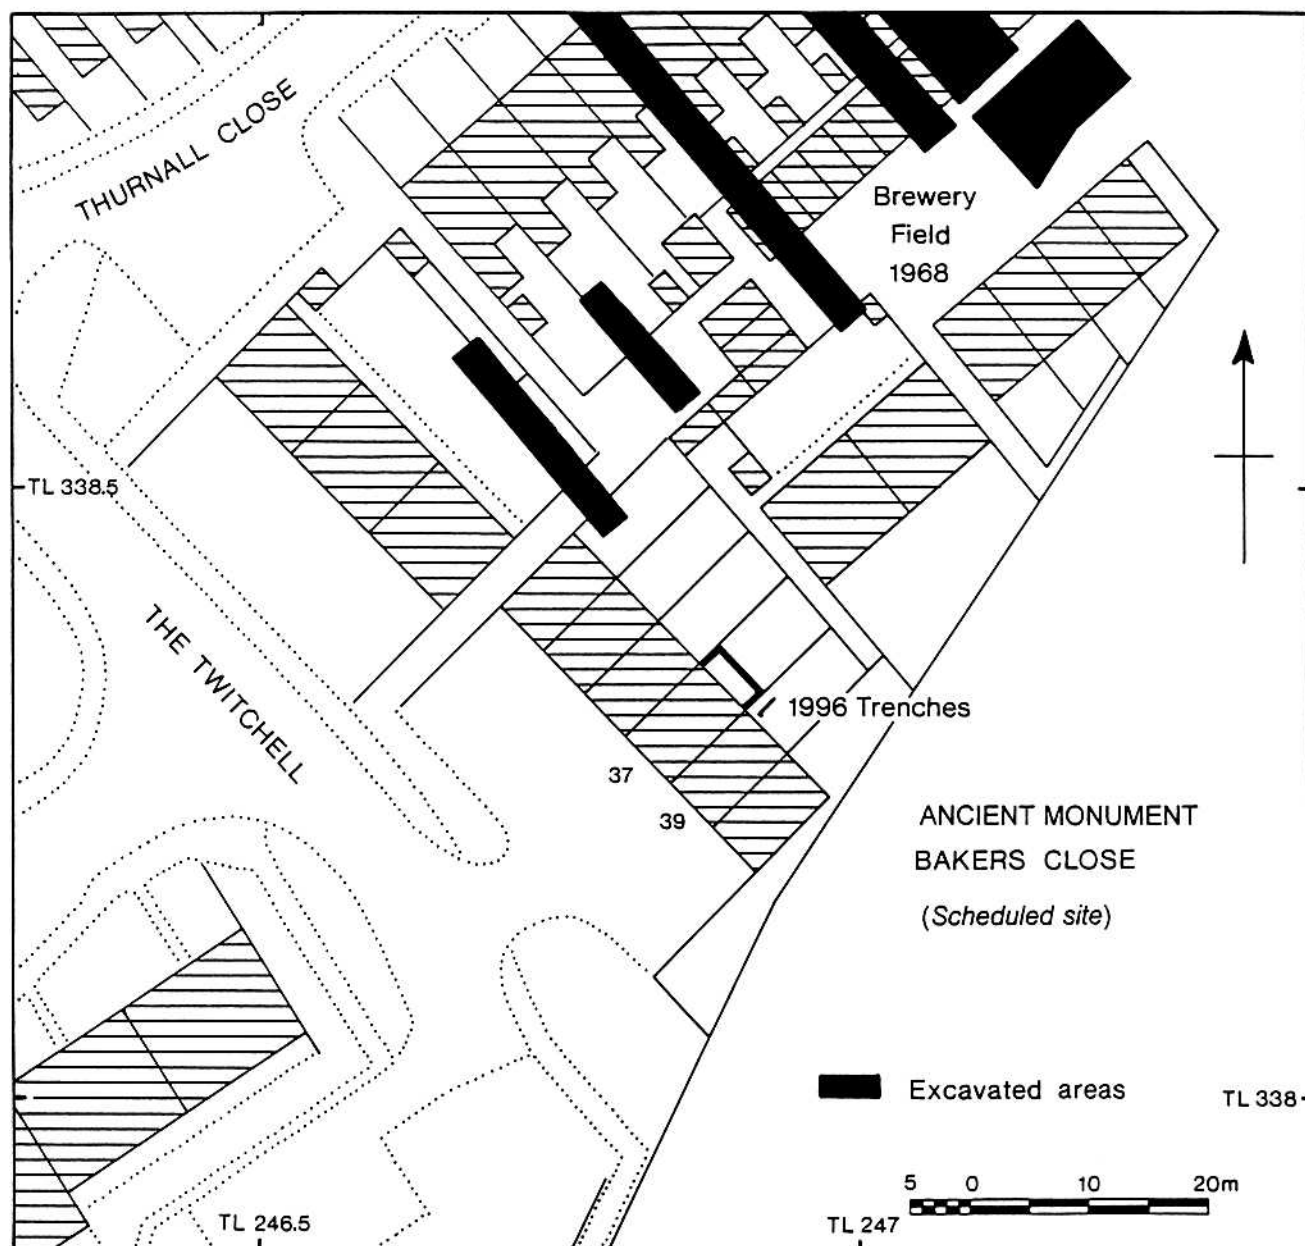 THURNALL CLOSE
Brewery
Field
1968
TL 338.5
THE TWITCHELL
1996 Trenches
37
39
ANCIENT MONUMENT
BAKERS CLOSE
(Scheduled site)
Excavated areas
TL 338
5 0 10 20m
TL 246.5
TL 247